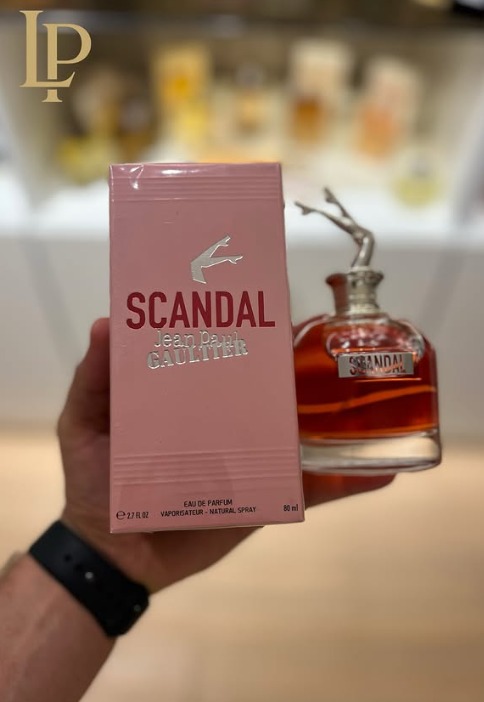 LP
SCANDAL
Jean Paul
GAULTIER
EAU DE PARFUM
VAPORISATEUR - NATURAL SPRAY
℮ 2.7 fl oz
80 ml
SCANDAL